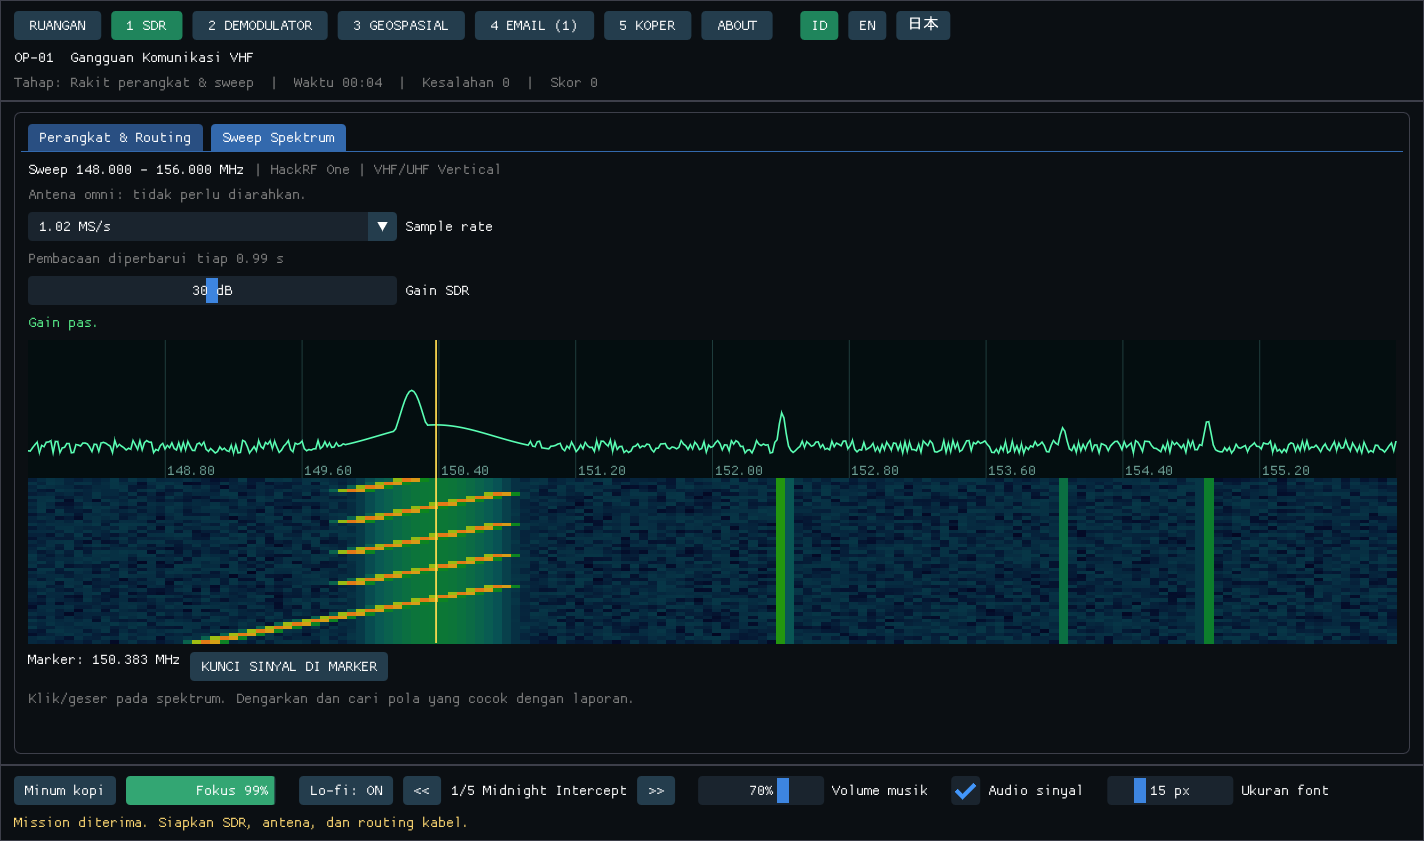 RUANGAN 1 SDR 2 DEMODULATOR 3 GEOSPASIAL 4 EMAIL (1) 5 KOPER ABOUT ID EN 日本
OP-01 Gangguan Komunikasi VHF
Tahap: Rakit perangkat & sweep | Waktu 00:04 | Kesalahan 0 | Skor 0
Perangkat & Routing Sweep Spektrum
Sweep 148.000 - 156.000 MHz | HackRF One | VHF/UHF Vertical
Antena omni: tidak perlu diarahkan.
1.02 MS/s ▼ Sample rate
Pembacaan diperbarui tiap 0.99 s
30 dB Gain SDR
Gain pas.
148.80 149.60 150.40 151.20 152.00 152.80 153.60 154.40 155.20
Marker: 150.383 MHz KUNCI SINYAL DI MARKER
Klik/geser pada spektrum. Dengarkan dan cari pola yang cocok dengan laporan.
Minum kopi Fokus 99% Lo-fi: ON << 1/5 Midnight Intercept >> 70% Volume musik Audio sinyal 15 px Ukuran font
Mission diterima. Siapkan SDR, antena, dan routing kabel.